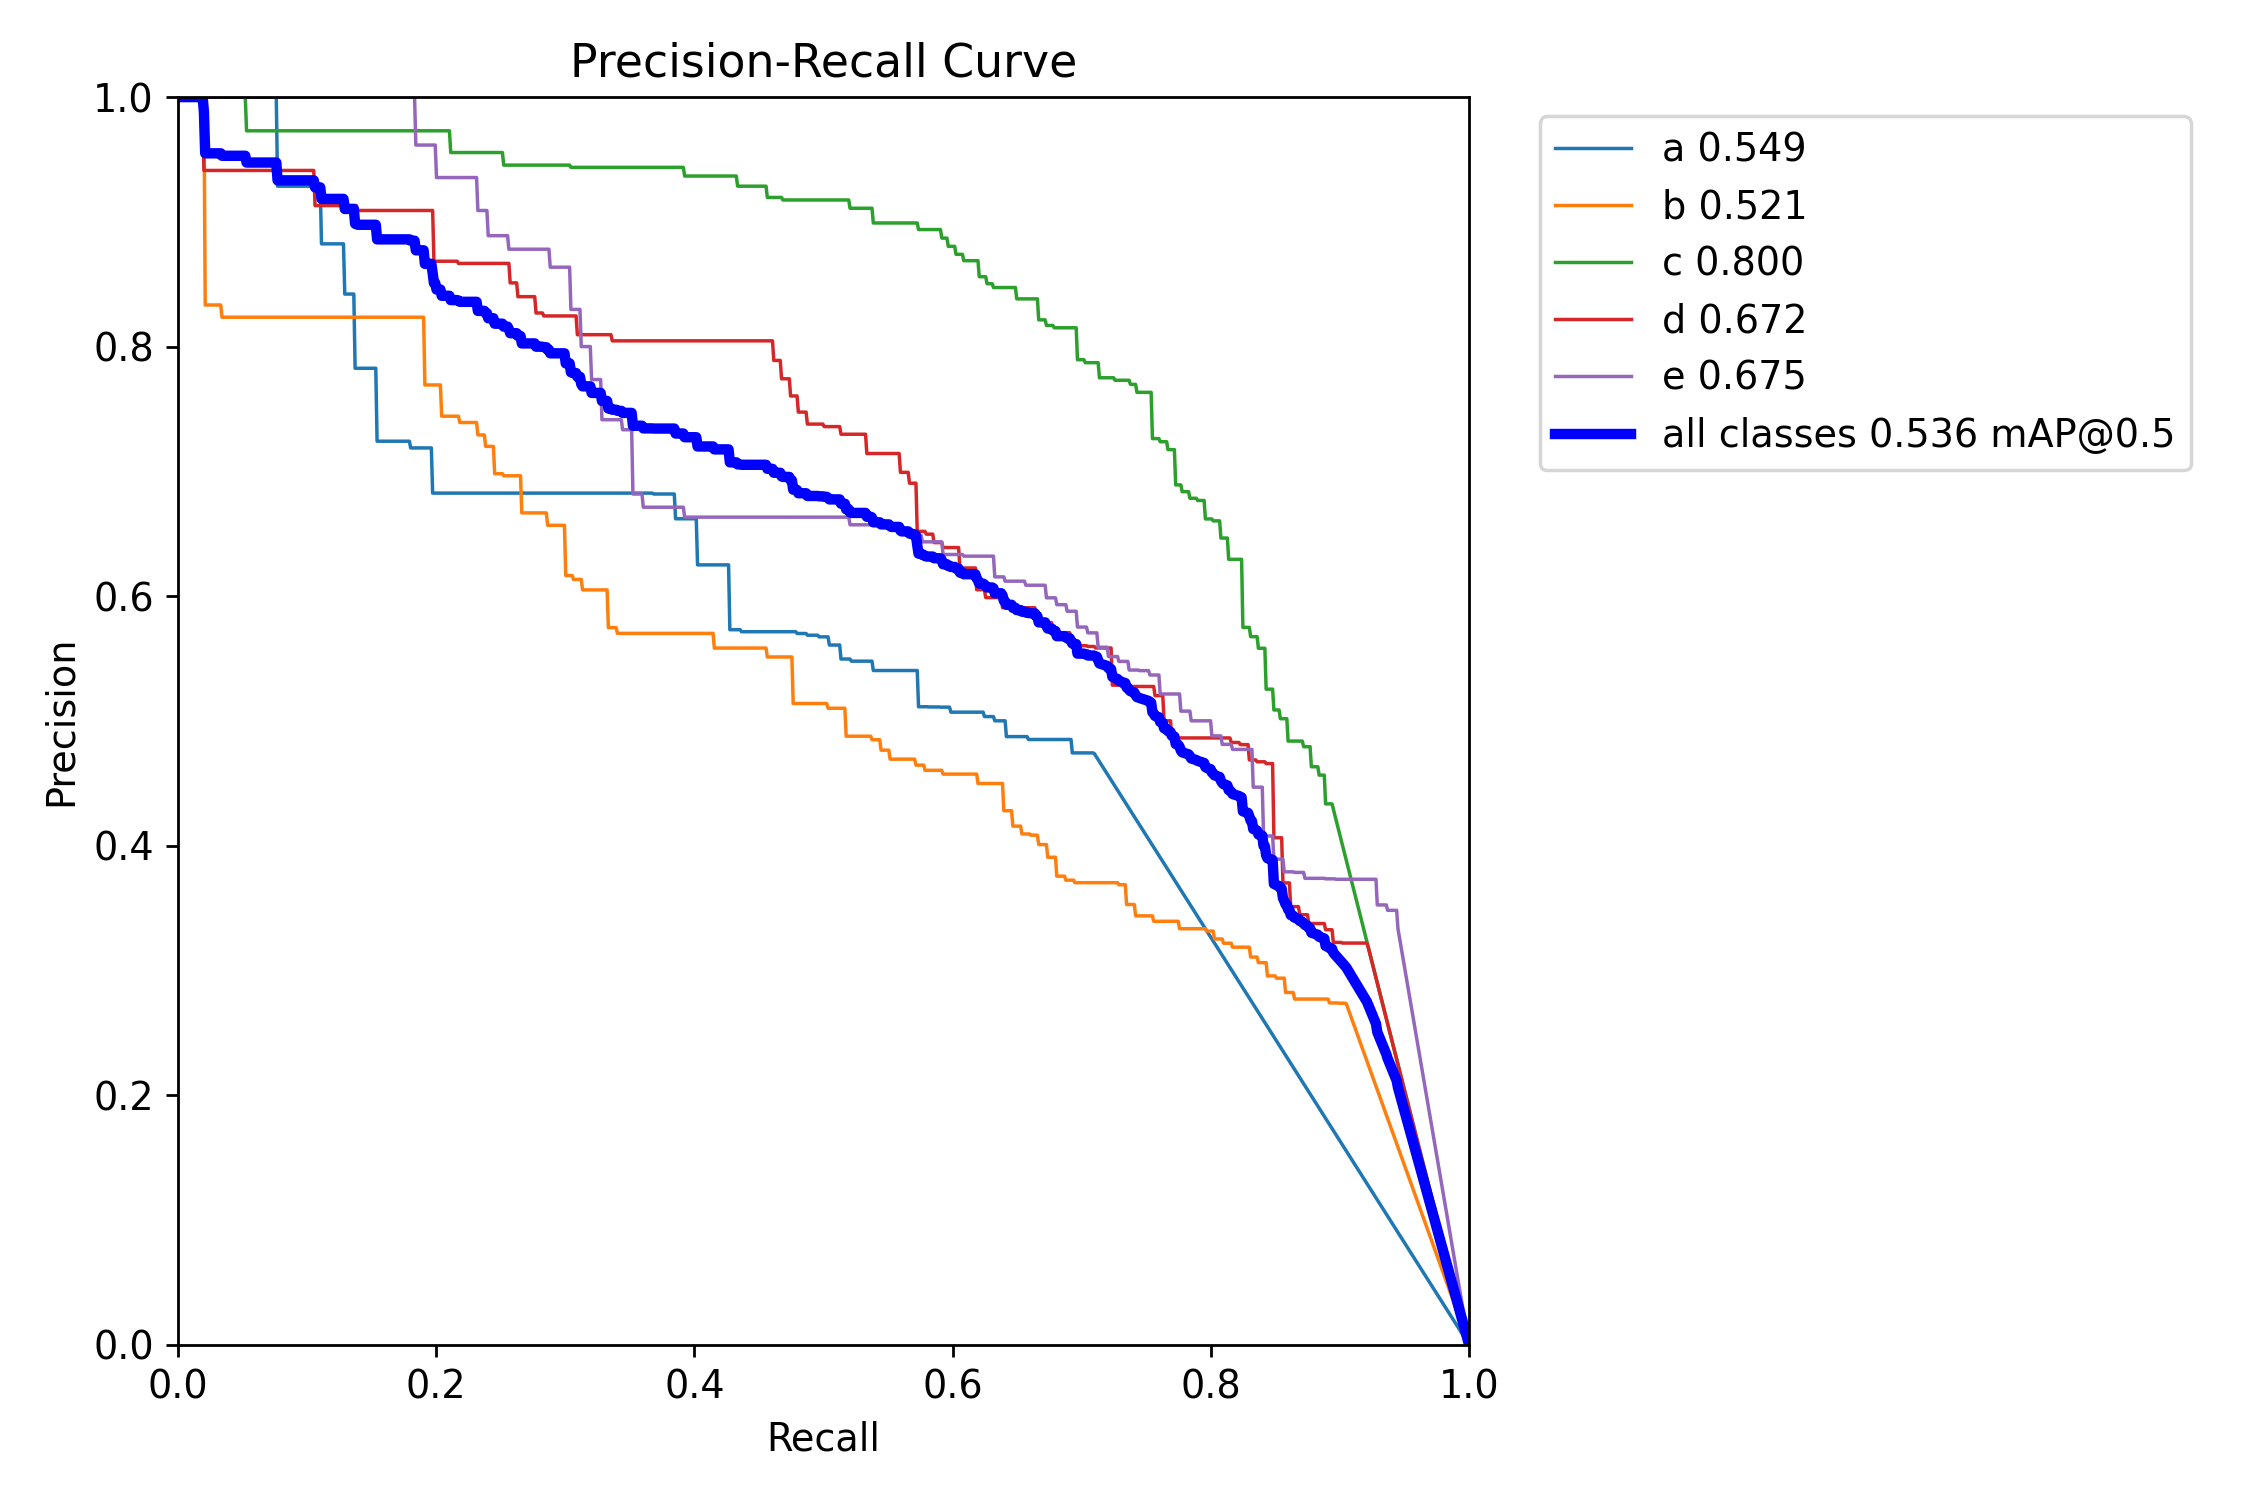 Precision-Recall Curve
1.0
0.8
0.6
0.4
0.2
0.0
Precision
0.0 0.2 0.4 0.6 0.8 1.0
Recall
a 0.549
b 0.521
c 0.800
d 0.672
e 0.675
all classes 0.536 mAP@0.5